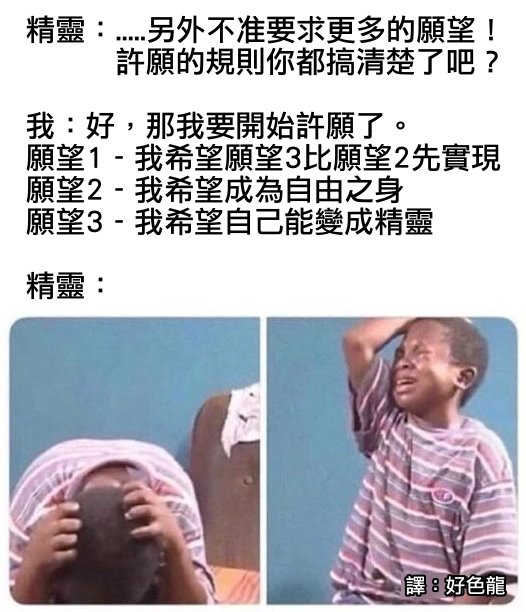 精靈：.....另外不准要求更多的願望！
許願的規則你都搞清楚了吧？
我：好，那我要開始許願了。
願望1 - 我希望願望3比願望2先實現
願望2 - 我希望成為自由之身
願望3 - 我希望自己能變成精靈
精靈：
譯：好色龍